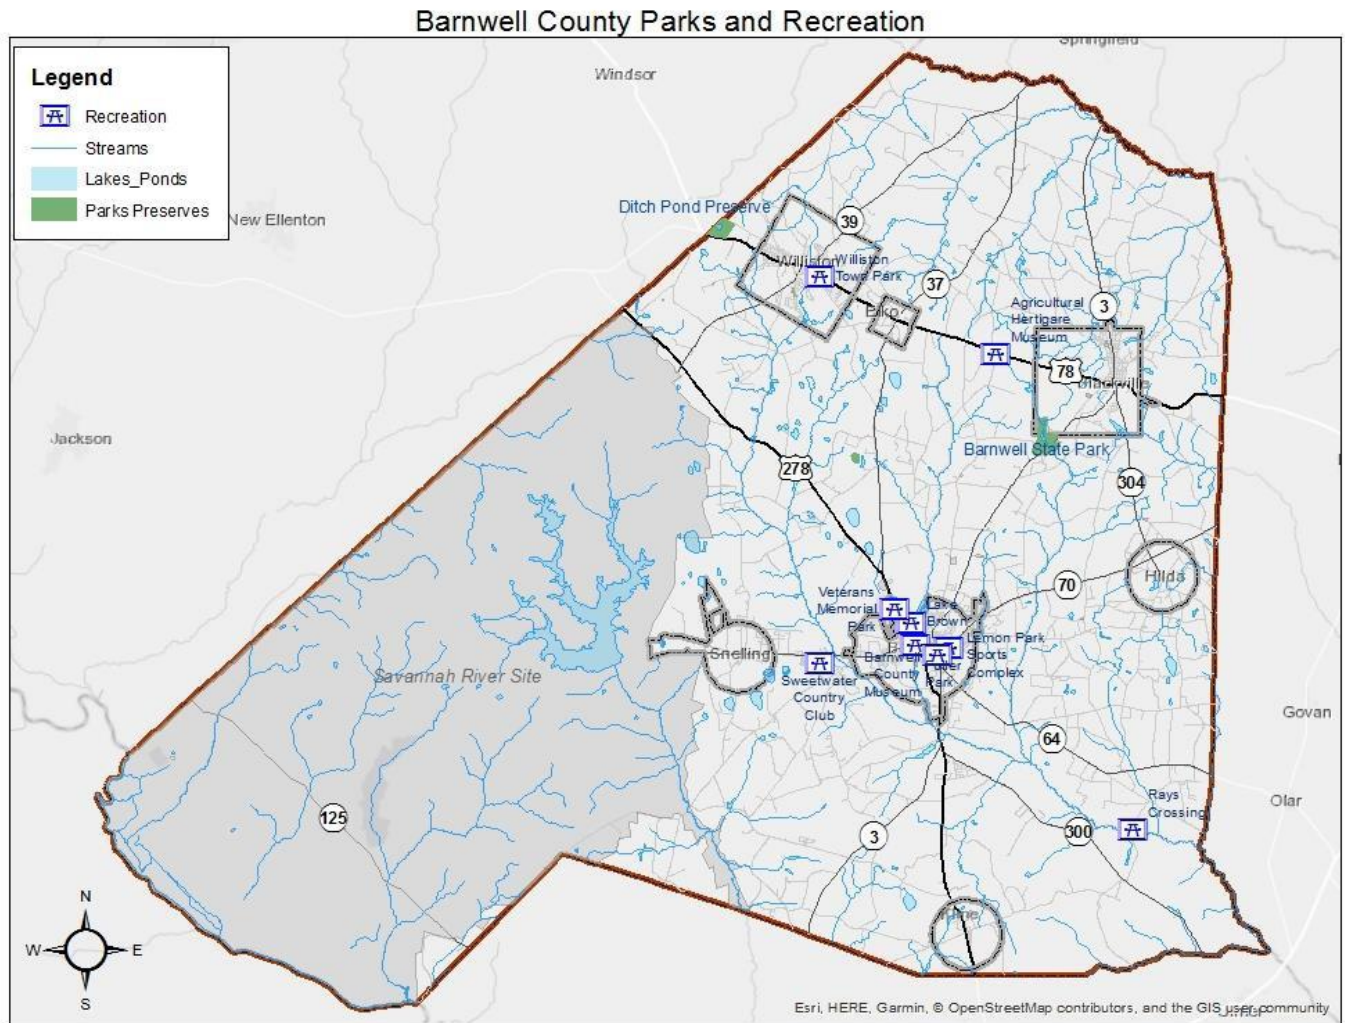 Barnwell County Parks and Recreation
Legend
Recreation
Streams
Lakes_Ponds
Parks Preserves
Springfield
Windsor
New Ellenton
Ditch Pond Preserve
39
Williston
Williston
Town Park
37
Elko
Agricultural
Hertigare
Museum
3
78
Blackville
Jackson
Barnwell State Park
278
304
70
Hilda
Veterans
Memorial
Park
Lake
Brown
Lemon Park
Sports
Complex
Snelling
Barnwell
County
Museum
Park
Sweetwater
Country
Club
Savannah River Site
Govan
64
Rays
Crossing
Olar
125
3
300
N
W
E
S
Esri, HERE, Garmin, © OpenStreetMap contributors, and the GIS user community